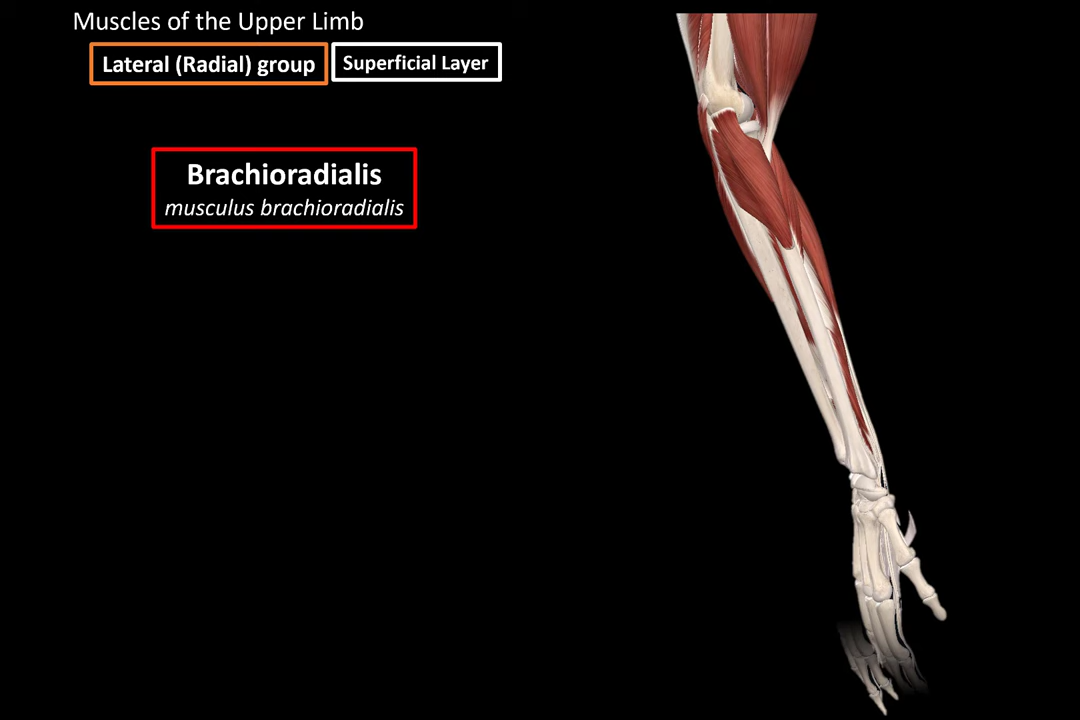 Muscles of the Upper Limb
Lateral (Radial) group
Superficial Layer
Brachioradialis
musculus brachioradialis